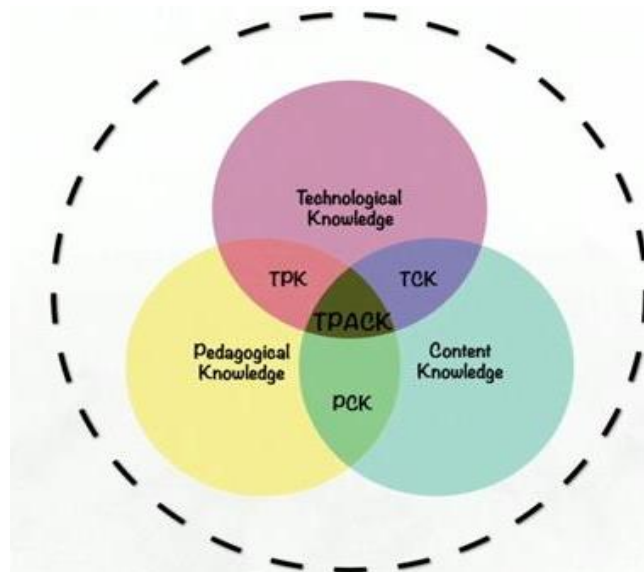 Technological
Knowledge
TPK
TCK
TPACK
Pedagogical
Knowledge
Content
Knowledge
PCK